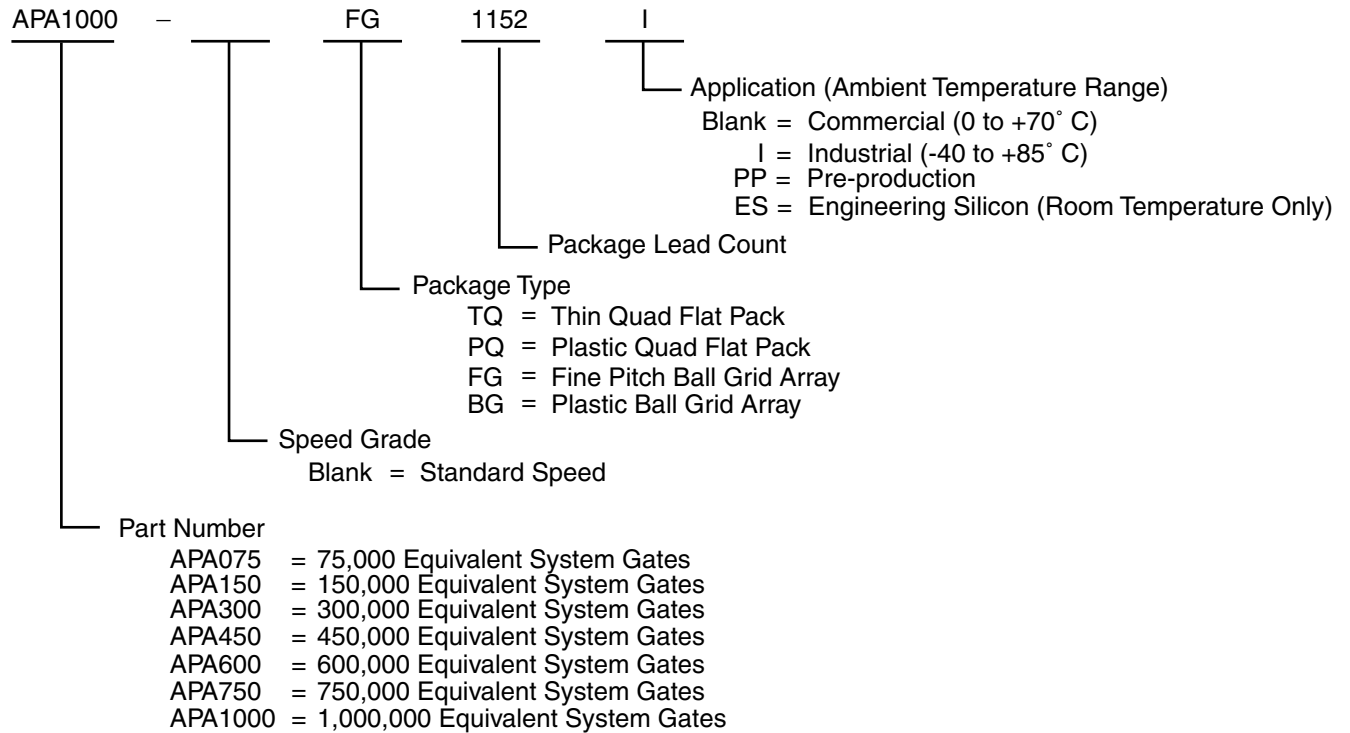 APA1000 – FG 1152 I
Application (Ambient Temperature Range)
Blank = Commercial (0 to +70˚ C)
I = Industrial (-40 to +85˚ C)
PP = Pre-production
ES = Engineering Silicon (Room Temperature Only)
Package Lead Count
Package Type
TQ = Thin Quad Flat Pack
PQ = Plastic Quad Flat Pack
FG = Fine Pitch Ball Grid Array
BG = Plastic Ball Grid Array
Speed Grade
Blank = Standard Speed
Part Number
APA075 = 75,000 Equivalent System Gates
APA150 = 150,000 Equivalent System Gates
APA300 = 300,000 Equivalent System Gates
APA450 = 450,000 Equivalent System Gates
APA600 = 600,000 Equivalent System Gates
APA750 = 750,000 Equivalent System Gates
APA1000 = 1,000,000 Equivalent System Gates